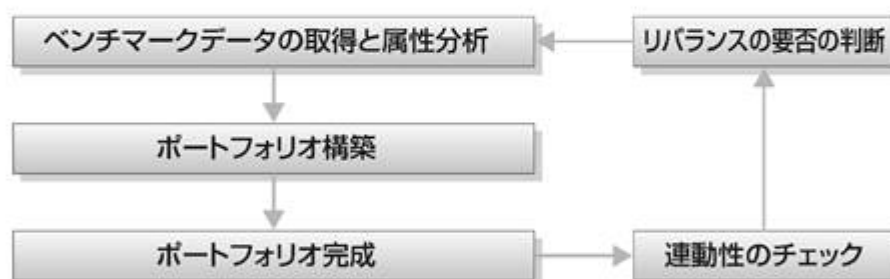 ベンチマークデータの取得と属性分析
リバランスの要否の判断
ポートフォリオ構築
ポートフォリオ完成
連動性のチェック